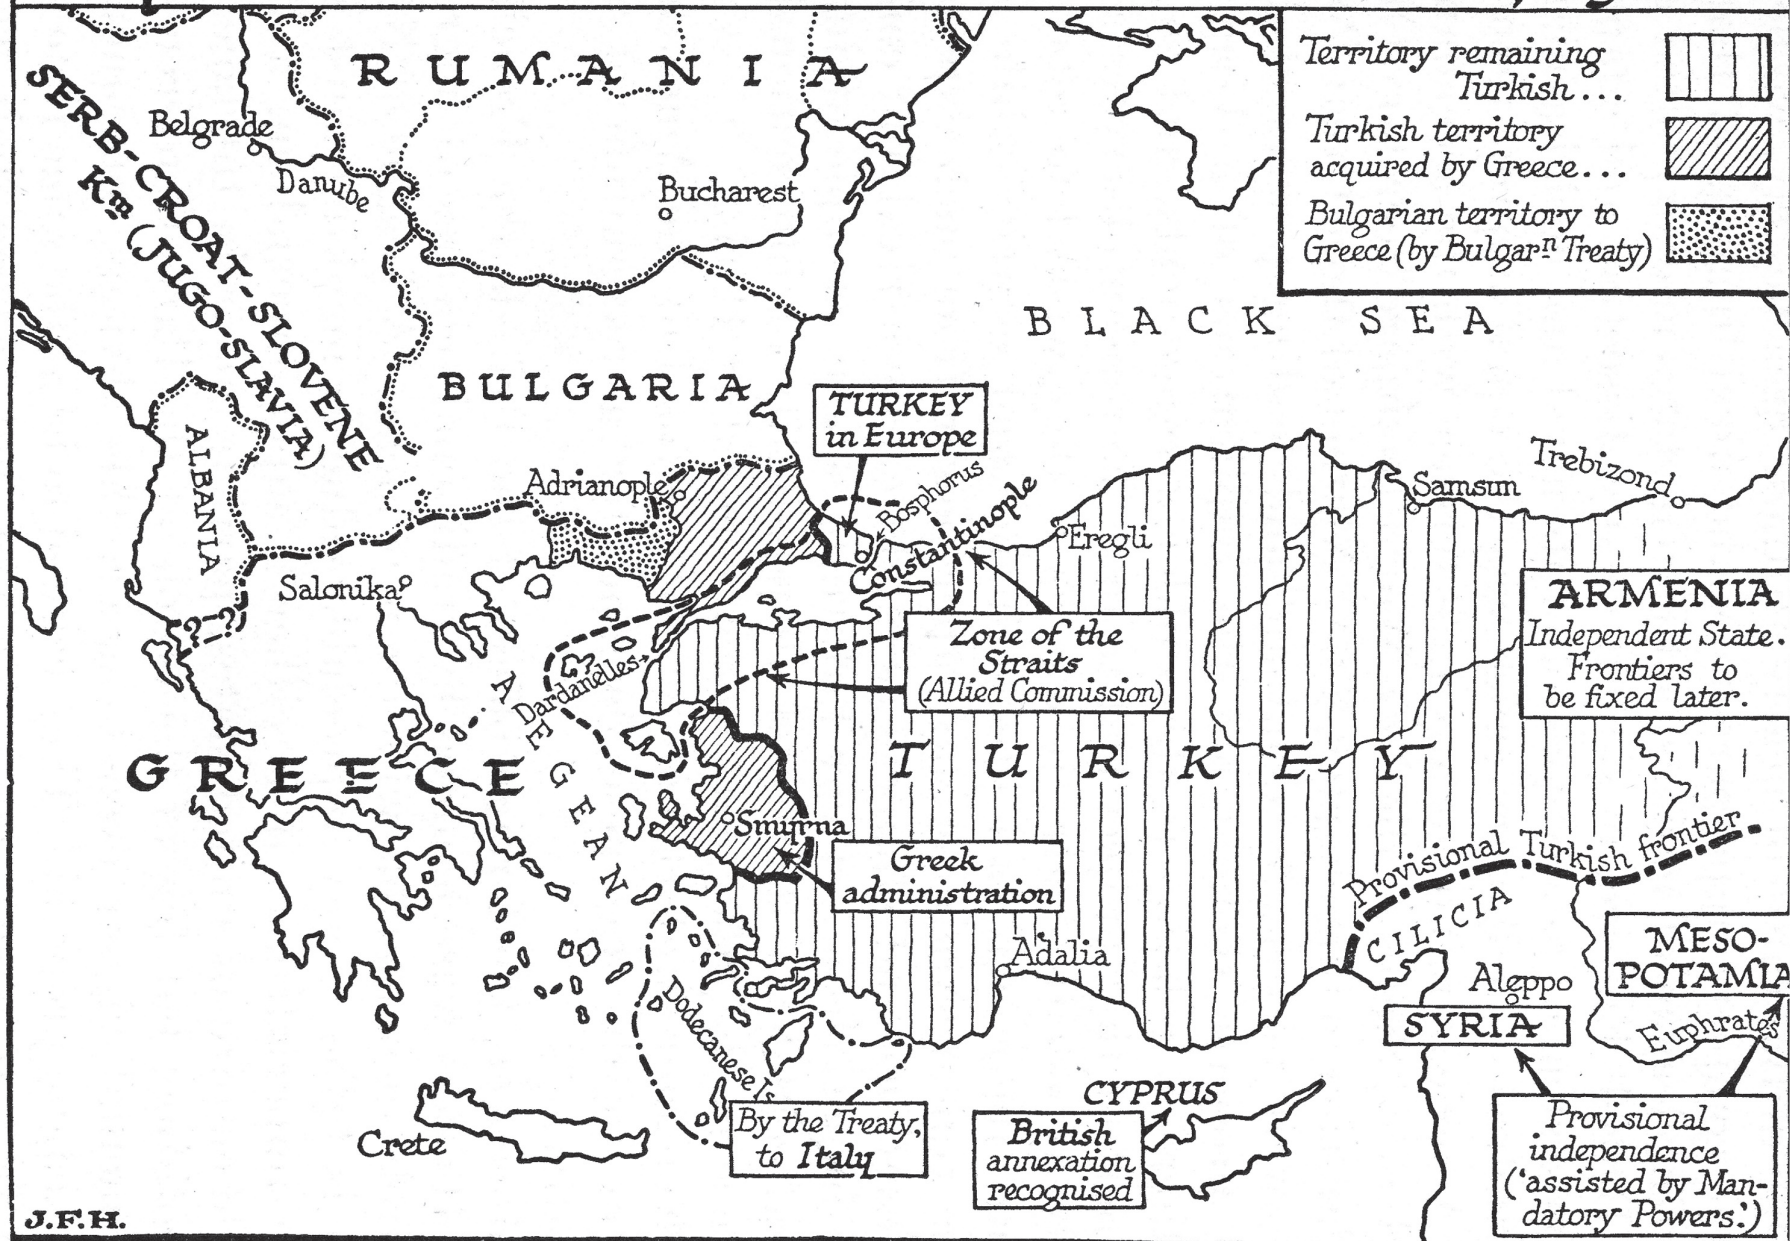 RUMANIA
SERB-CROAT-SLOVENE
Km (JUGO-SLAVIA)
Belgrade
Danube
Bucharest
Territory remaining
Turkish...
Turkish territory
acquired by Greece...
Bulgarian territory to
Greece (by Bulgarn Treaty)
BLACK SEA
BULGARIA
TURKEY
in Europe
ALBANIA
Adrianople
Bosphorus
Constantinople
Eregli
Samsun
Trebizond
Salonika
? ?
Dardanelles
Zone of the
Straits
(Allied Commission)
ARMENIA
Independent State.
Frontiers to
be fixed later.
GREECE
AEGEAN
TURKEY
Smyrna
Greek
administration
Provisional Turkish frontier
CILICIA
Adalia
Aleppo
MESO-
POTAMIA
SYRIA
Euphrates
Dodecanese Is.
CYPRUS
British
annexation
recognised
By the Treaty,
to Italy
Crete
Provisional
independence
('assisted by Man-
datory Powers.')
J.F.H.